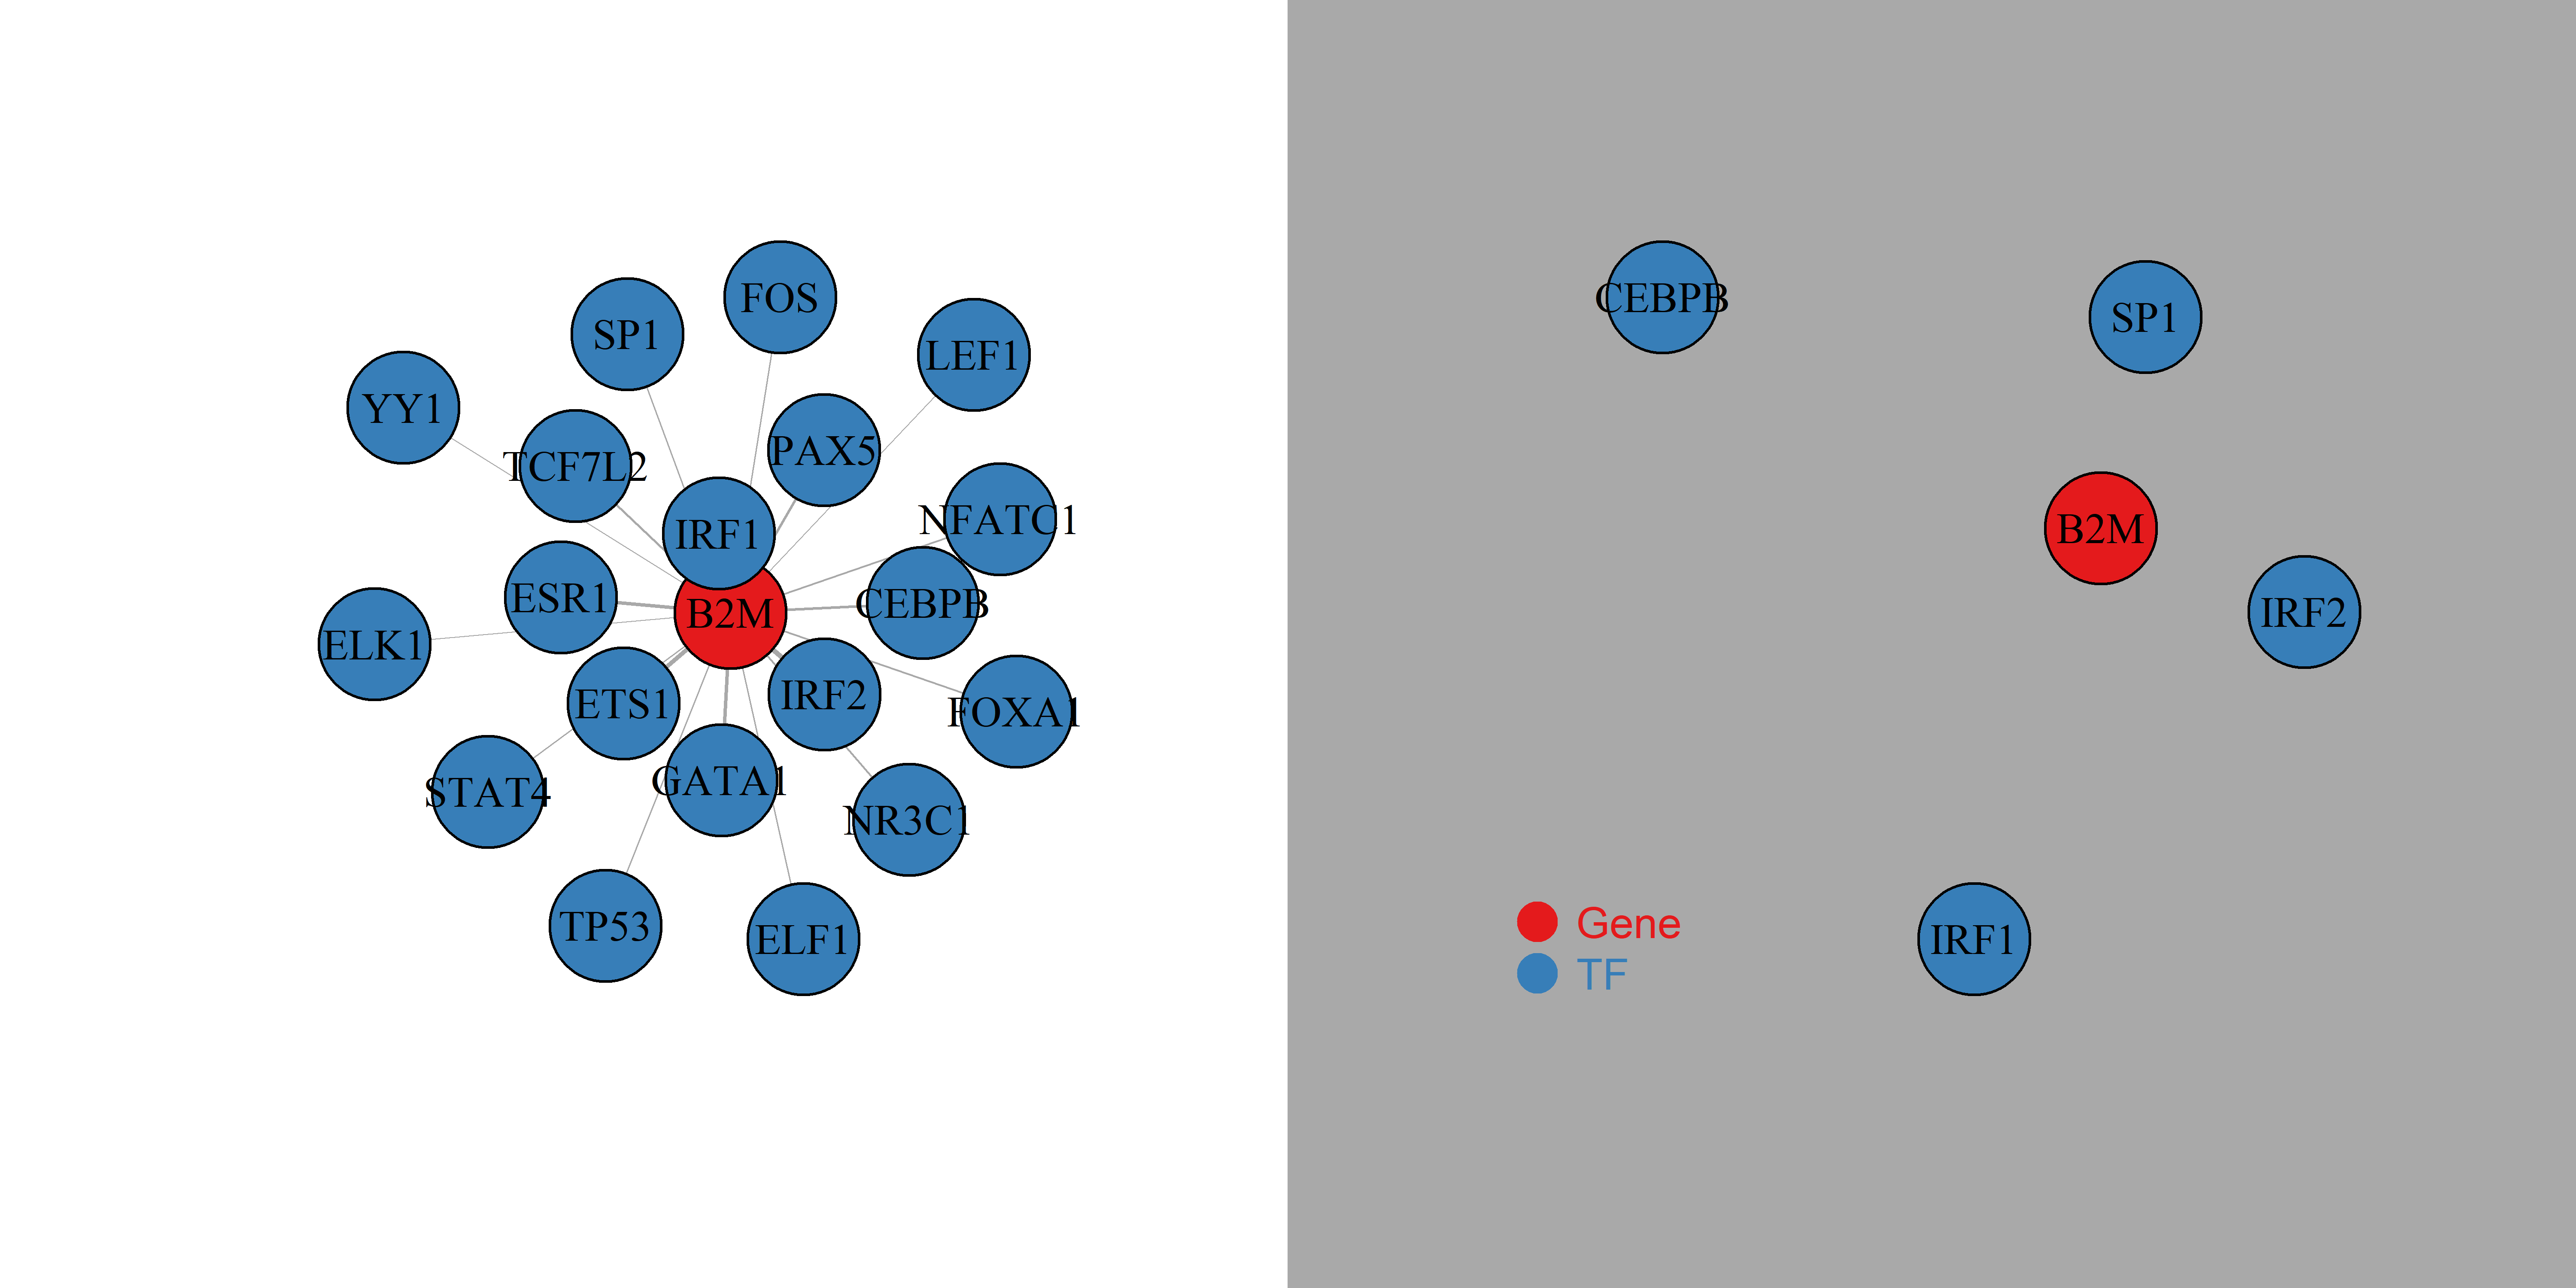 FOS
SP1
LEF1
YY1
PAX5
TCF7L2
NFATC1
IRF1
ESR1
CEBPB
B2M
ELK1
ETS1
IRF2
FOXA1
GATA1
STAT4
NR3C1
TP53
ELF1
CEBPB
SP1
B2M
IRF2
IRF1
Gene
TF